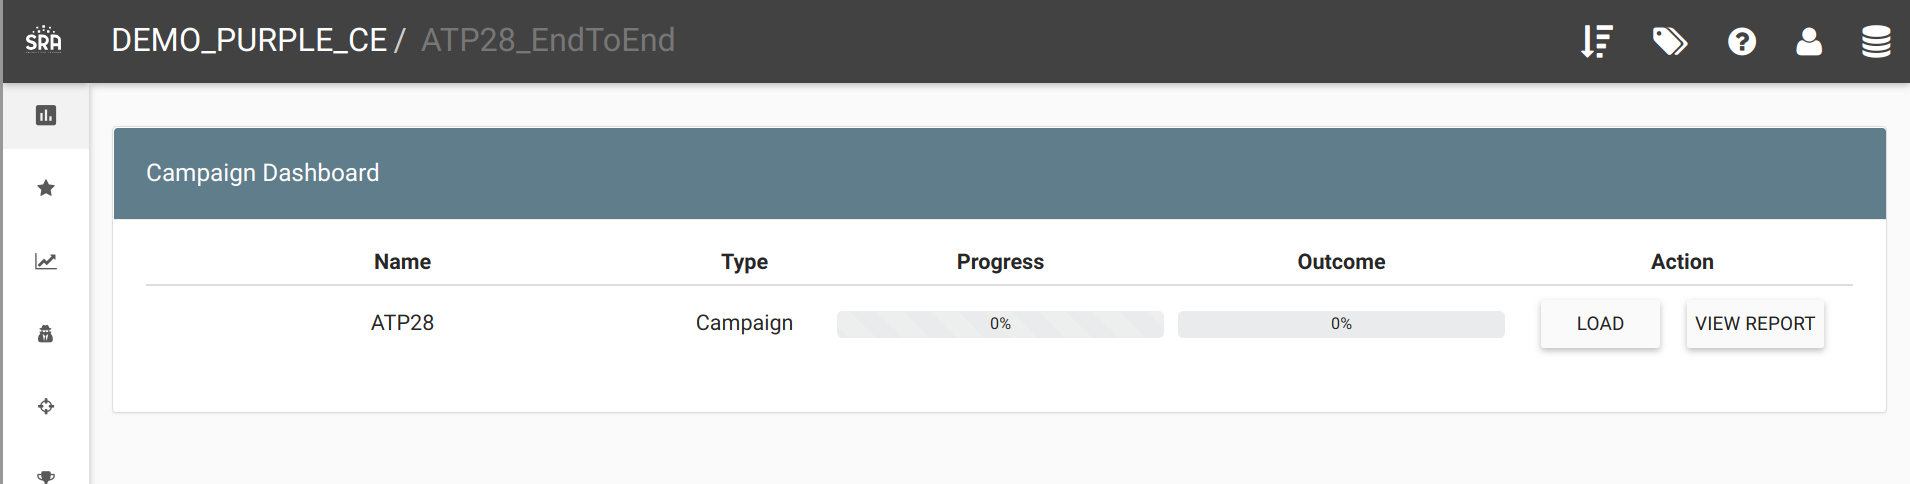 SRA
DEMO_PURPLE_CE / ATP28_EndToEnd
Campaign Dashboard
Name Type Progress Outcome Action
ATP28 Campaign 0% 0% LOAD VIEW REPORT